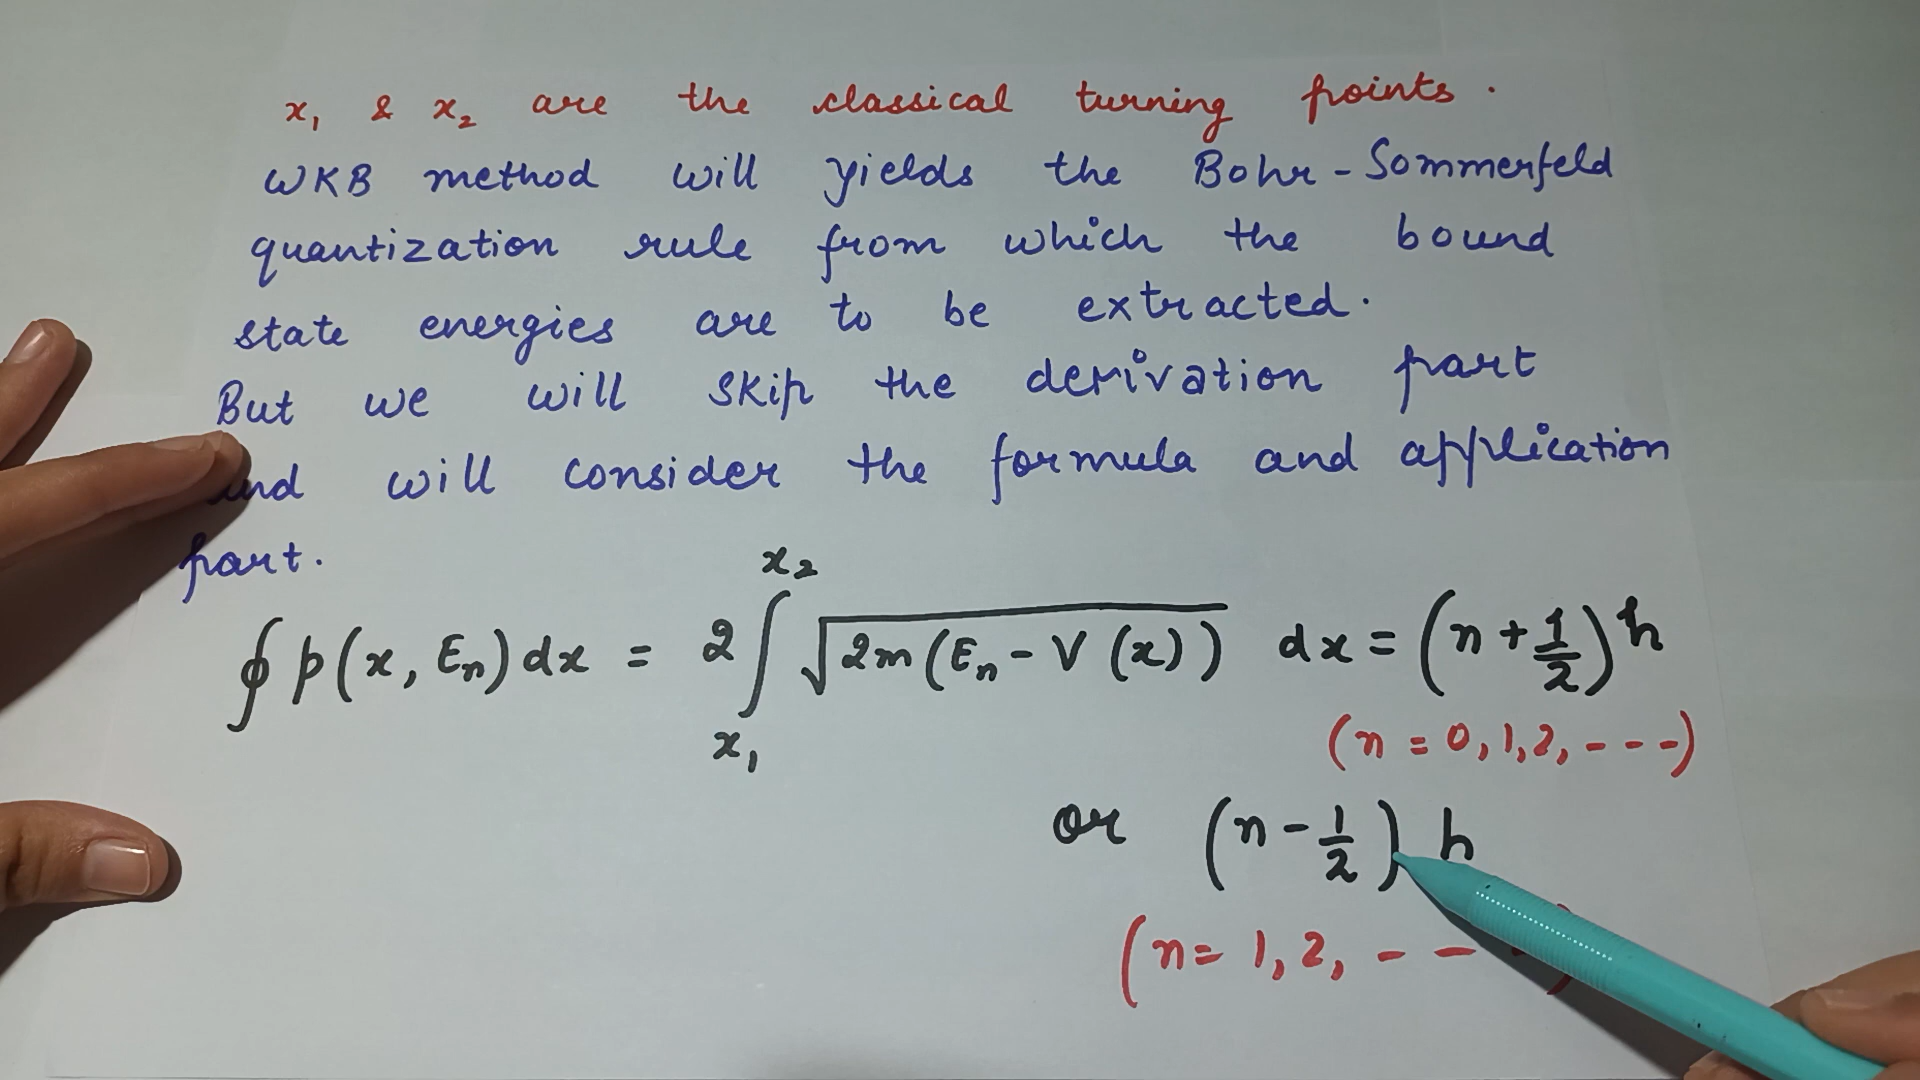 x₁ & x₂ are the classical turning points.
WKB method will yields the Bohr-Sommerfeld
quantization rule from which the bound
state energies are to be extracted.
But we will skip the derivation part
and will consider the formula and application
part.
∮ p(x, Eₙ) dx = 2 ∫_{x₁}^{x₂} √(2m(Eₙ - V(x))) dx = (n + 1/2) h
(n = 0, 1, 2, ---)
or (n - 1/2) h
(n = 1, 2, ---)